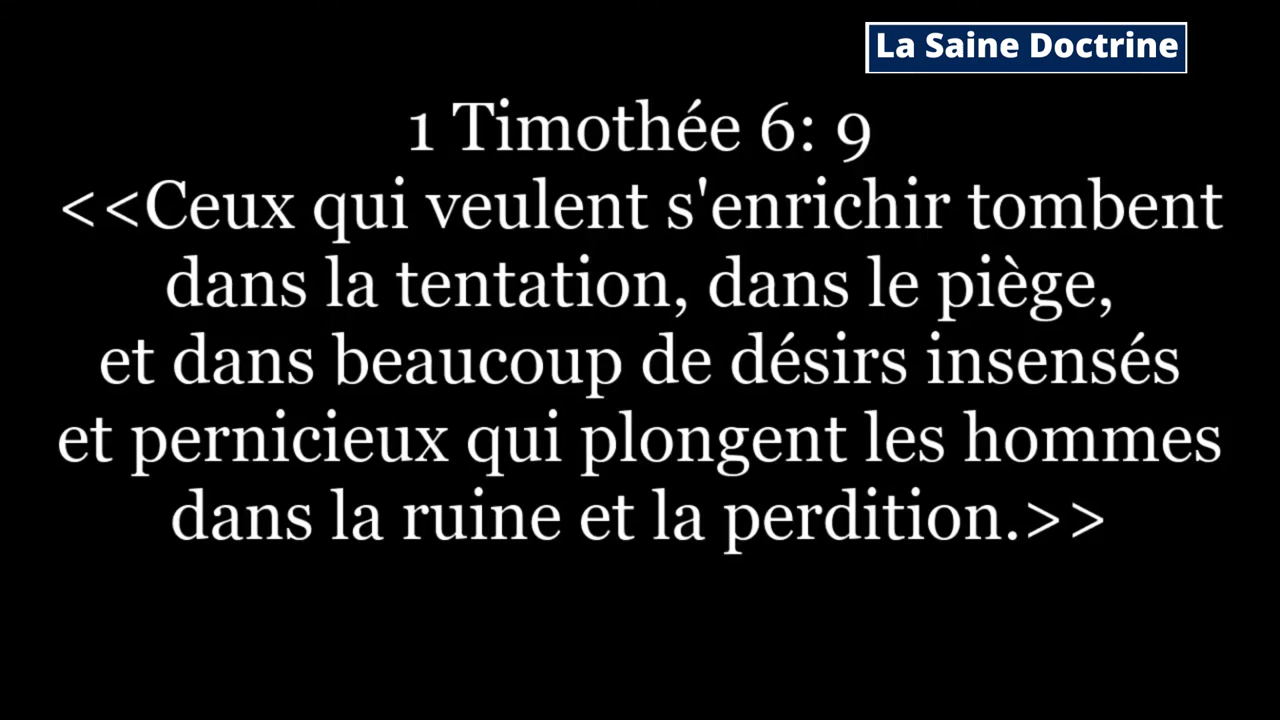 La Saine Doctrine
1 Timothée 6: 9
<<Ceux qui veulent s'enrichir tombent
dans la tentation, dans le piège,
et dans beaucoup de désirs insensés
et pernicieux qui plongent les hommes
dans la ruine et la perdition.>>